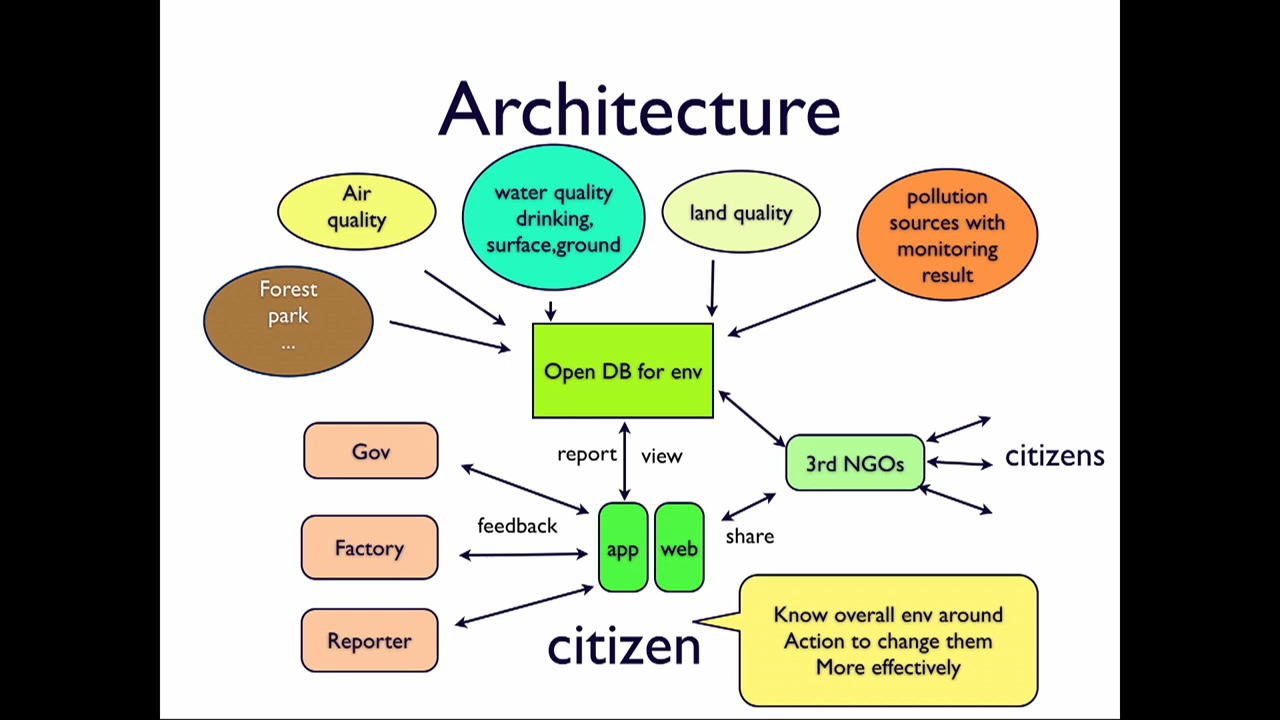 Architecture
Air
quality
water quality
drinking,
surface,ground
land quality
pollution
sources with
monitoring
result
Forest
park
...
Open DB for env
Gov
report
view
3rd NGOs
citizens
feedback
Factory
app
web
share
Reporter
citizen
Know overall env around
Action to change them
More effectively